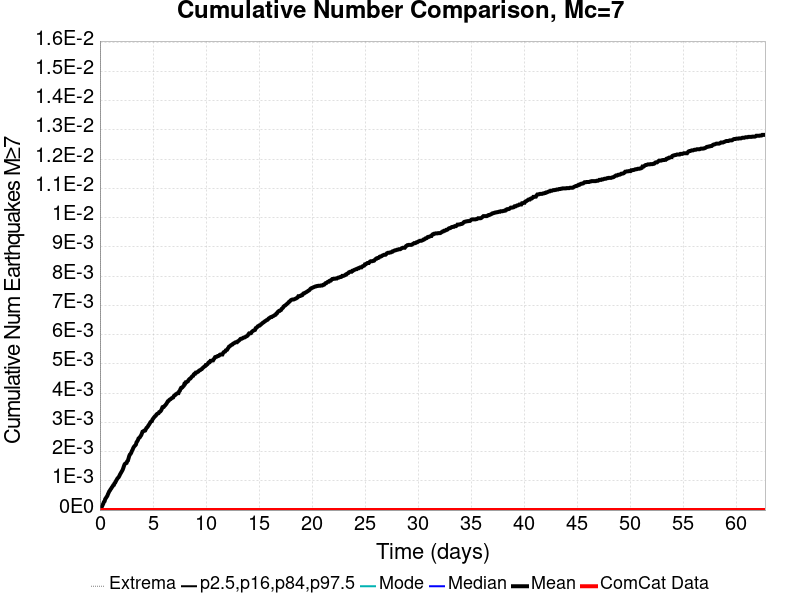 Cumulative Number Comparison, Mc=7
1.6E-2
1.5E-2
1.4E-2
1.3E-2
1.2E-2
1.1E-2
1E-2
9E-3
8E-3
7E-3
6E-3
5E-3
4E-3
3E-3
2E-3
1E-3
0E0
Cumulative Num Earthquakes M≥7
0 5 10 15 20 25 30 35 40 45 50 55 60
Time (days)
Extrema p2.5,p16,p84,p97.5 Mode Median Mean ComCat Data